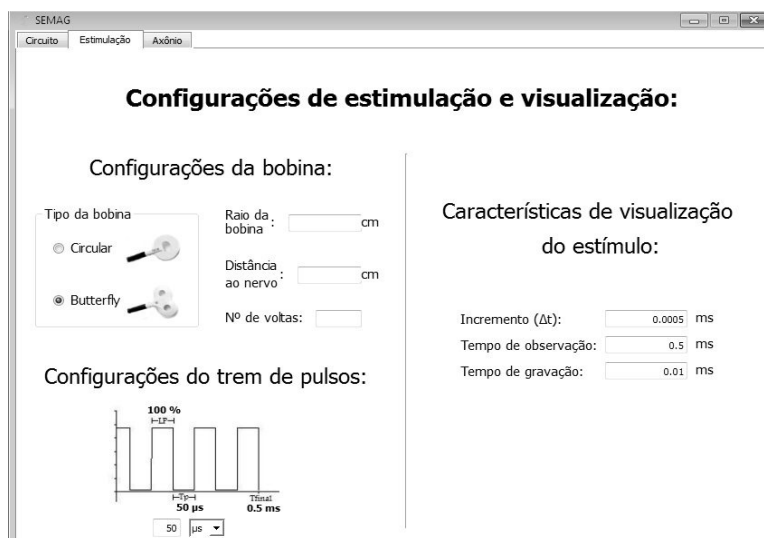 SEMAG
Circuito Estimulação Axônio
Configurações de estimulação e visualização:
Configurações da bobina:
Tipo da bobina
Circular
Butterfly
Raio da
bobina : cm
Distância
ao nervo : cm
Nº de voltas:
Configurações do trem de pulsos:
100 %
LP
Tp
50 µs
Tfinal
0.5 ms
50 µs
Características de visualização
do estímulo:
Incremento (Δt): 0.0005 ms
Tempo de observação: 0.5 ms
Tempo de gravação: 0.01 ms